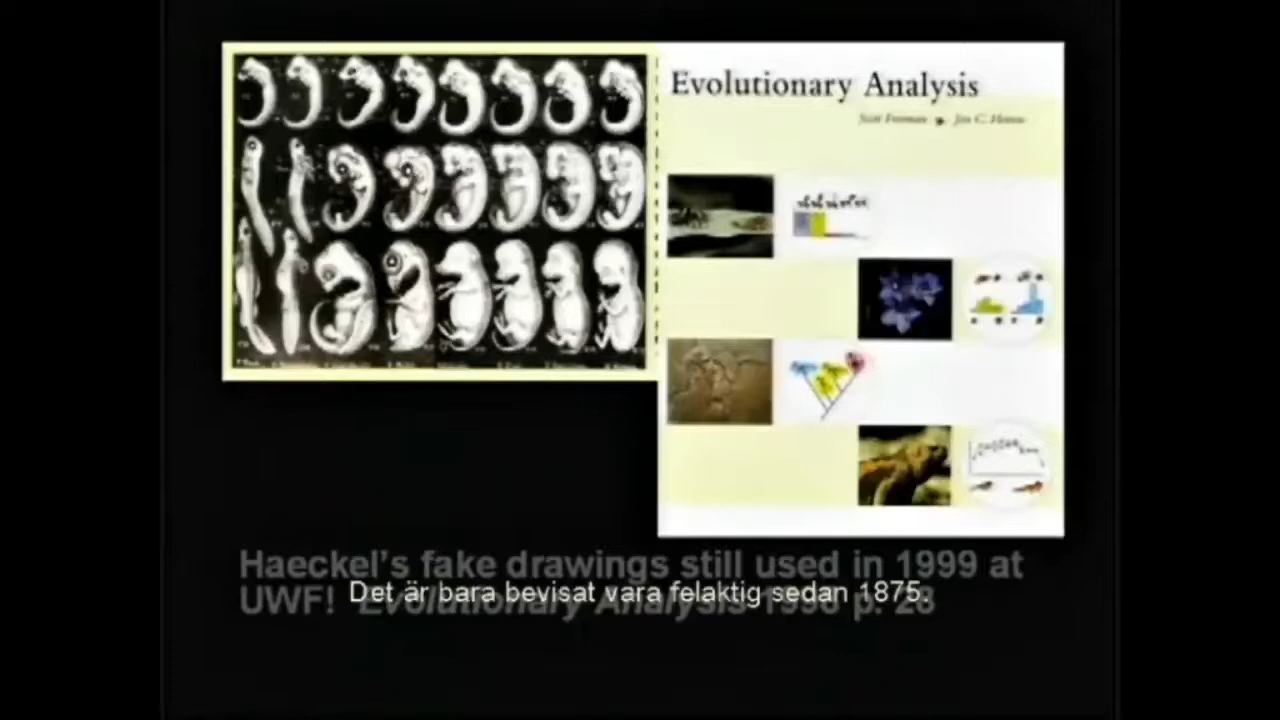 Evolutionary Analysis
Scott Freeman Jon C. Herron
Haeckel's fake drawings still used in 1999 at
UWF! Evolutionary Analysis 1998 p. 28
Det är bara bevisat vara felaktig sedan 1875.